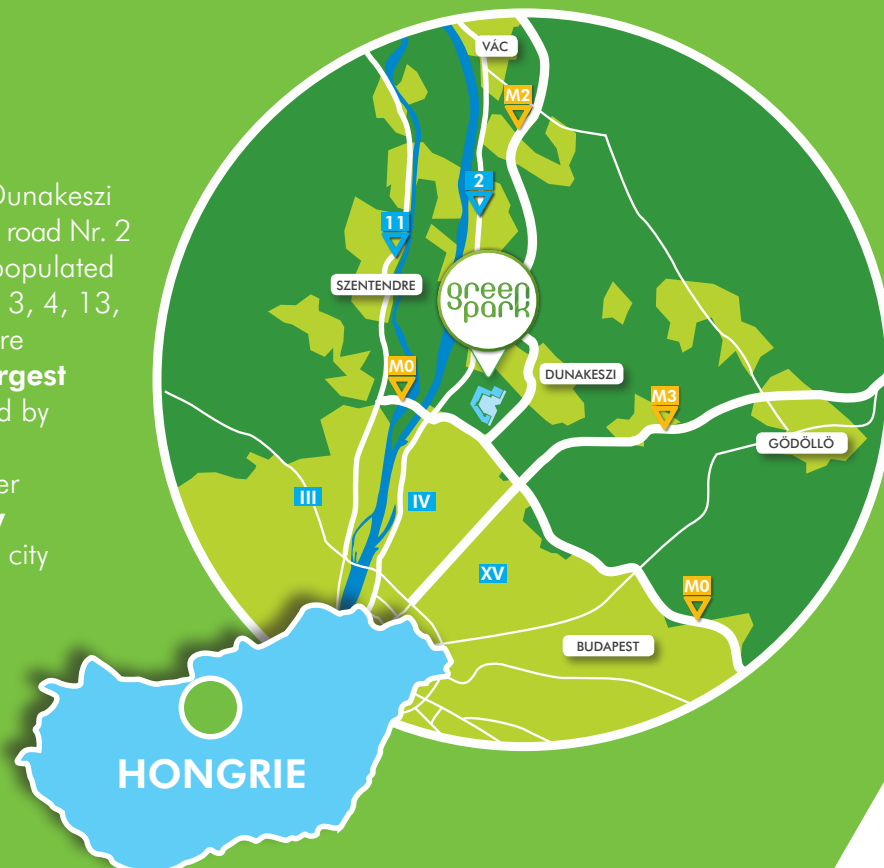 Dunakeszi
road Nr. 2
populated
3, 4, 13,
re
rgest
d by
er
y
city
VÁC
M2
2
11
SZENTENDRE
green
park
M0
DUNAKESZI
M3
GÖDÖLLÖ
III
IV
XV
M0
BUDAPEST
HONGRIE